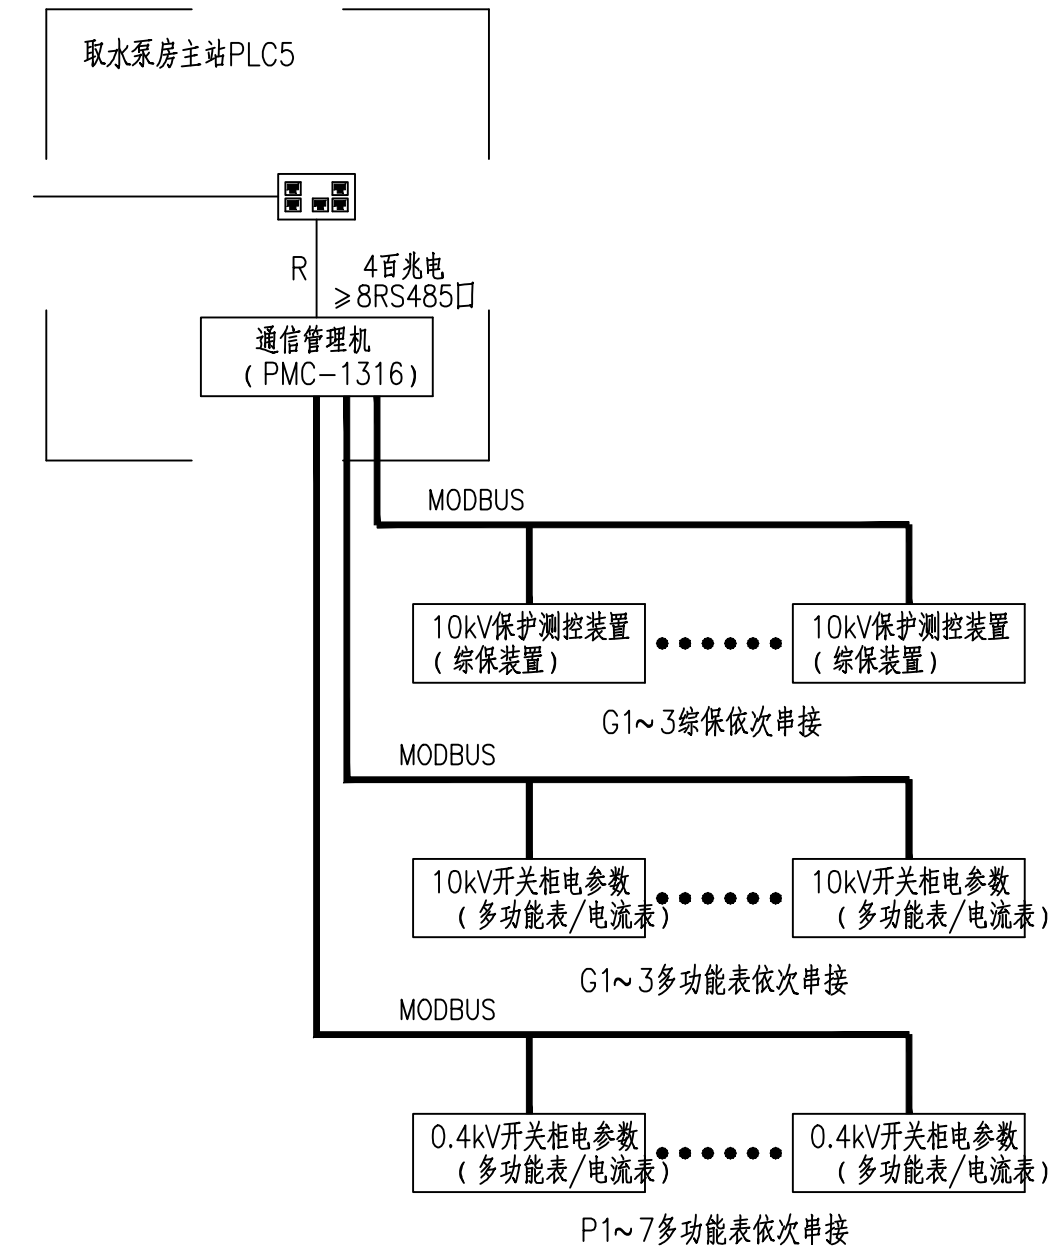 取水泵房主站PLC5
R
4百兆电
≥8RS485口
通信管理机
(PMC-1316)
MODBUS
10kV保护测控装置
(综保装置)
10kV保护测控装置
(综保装置)
G1~3综保依次串接
MODBUS
10kV开关柜电参数
(多功能表/电流表)
10kV开关柜电参数
(多功能表/电流表)
G1~3多功能表依次串接
MODBUS
0.4kV开关柜电参数
(多功能表/电流表)
0.4kV开关柜电参数
(多功能表/电流表)
P1~7多功能表依次串接